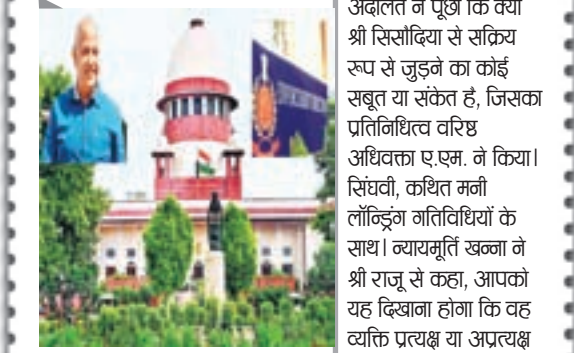 अदालत ने पूछा कि क्या
श्री सिसौदिया से सक्रिय
रूप से जुड़ने का कोई
सबूत या संकेत है, जिसका
प्रतिनिधित्व वरिष्ठ
अधिवक्ता ए.एम. ने किया।
सिंघवी, कथित मनी
लॉन्ड्रिंग गतिविधियों के
साथ। न्यायमूर्ति खन्ना ने
श्री राजू से कहा, आपको
यह दिखाना होगा कि वह
व्यक्ति प्रत्यक्ष या अप्रत्यक्ष